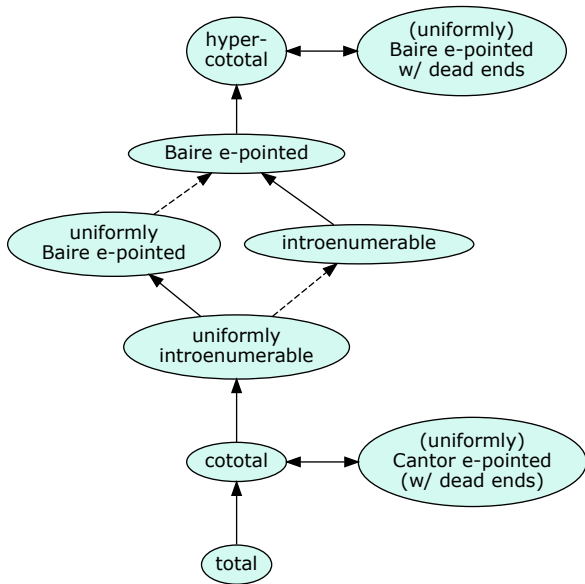 hyper-
cototal
(uniformly)
Baire e-pointed
w/ dead ends
Baire e-pointed
uniformly
Baire e-pointed
introenumerable
uniformly
introenumerable
cototal
(uniformly)
Cantor e-pointed
(w/ dead ends)
total